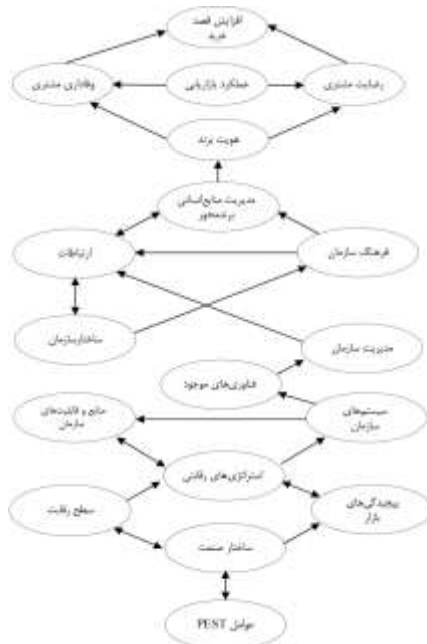 افزایش قصد
خرید
رضایت مشتری
عملکرد بازاریابی
وفاداری مشتری
هویت برند
مدیریت منابع‌انسانی
برندمحور
فرهنگ سازمان
ارتباطات
ساختارسازمان
مدیریت سازمان
فناوری‌های موجود
سیستم‌های
سازمان
منابع و قابلیت‌های
سازمان
استراتژی‌های رقابتی
سطح رقابت
پیچیدگی‌های
بازار
ساختار صنعت
عوامل PEST